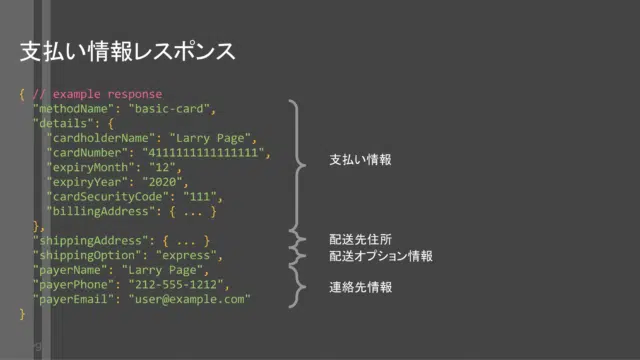 支払い情報レスポンス
{ // example response
"methodName": "basic-card",
"details": {
"cardholderName": "Larry Page",
"cardNumber": "4111111111111111",
"expiryMonth": "12",
"expiryYear": "2020",
"cardSecurityCode": "111",
"billingAddress": { ... }
},
"shippingAddress": { ... }
"shippingOption": "express",
"payerName": "Larry Page",
"payerPhone": "212-555-1212",
"payerEmail": "user@example.com"
}
支払い情報
配送先住所
配送オプション情報
連絡先情報